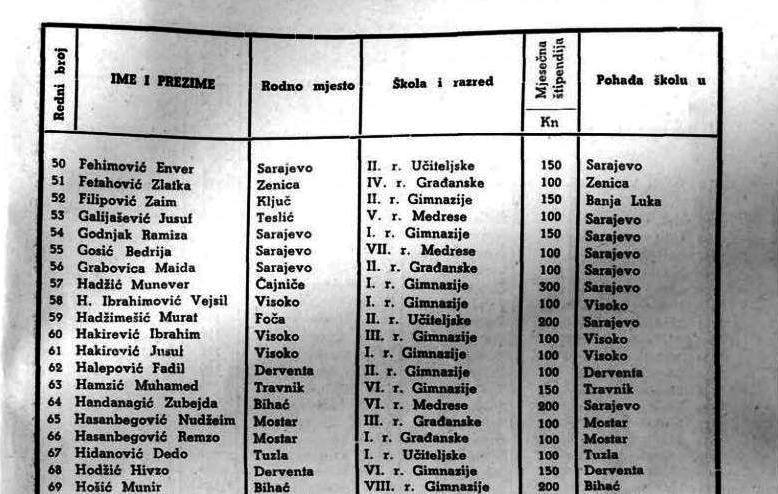 Redni broj IME I PREZIME Rodno mjesto Škola i razred Mjesečna štipendija Kn Pohađa školu u
50 Fehimović Enver Sarajevo II. r. Učiteljske 150 Sarajevo
51 Fetahović Zlatka Zenica IV. r. Građanske 100 Zenica
52 Filipović Zaim Ključ II. r. Gimnazije 150 Banja Luka
53 Galijašević Jusuf Teslić V. r. Medrese 100 Sarajevo
54 Godnjak Ramiza Sarajevo I. r. Gimnazije 150 Sarajevo
55 Gosić Bedrija Sarajevo VII. r. Medrese 100 Sarajevo
56 Grabovica Maida Sarajevo II. r. Građanske 100 Sarajevo
57 Hadžić Munever Čajniče I. r. Gimnazije 300 Sarajevo
58 H. Ibrahimović Vejsil Visoko I. r. Gimnazije 100 Visoko
59 Hadžimešić Murat Foča II. r. Učiteljske 200 Sarajevo
60 Hakirević Ibrahim Visoko III. r. Gimnazije 100 Visoko
61 Hakirović Jusuf Visoko I. r. Gimnazije 100 Visoko
62 Halepović Fadil Derventa II. r. Gimnazije 100 Derventa
63 Hamzić Muhamed Travnik VI. r. Gimnazije 150 Travnik
64 Handanagić Zubejda Bihać VI. r. Medrese 200 Sarajevo
65 Hasanbegović Nudžeim Mostar III. r. Građanske 100 Mostar
66 Hasanbegović Remzo Mostar I. r. Građanske 100 Mostar
67 Hidanović Dedo Tuzla I. r. Učiteljske 100 Tuzla
68 Hodžić Hivzo Derventa VI. r. Gimnazije 150 Derventa
69 Hošić Munir Bihać VIII. r. Gimnazije 200 Bihać